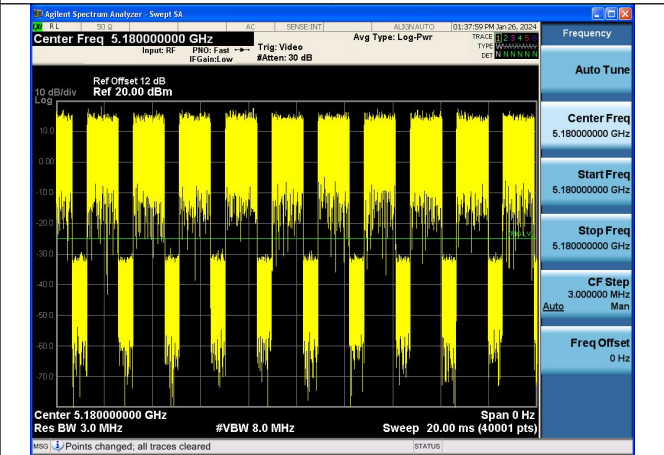 Agilent Spectrum Analyzer - Swept SA
RL 50 Ω AC SENSE:INT ALIGN AUTO 01:37:59 PM Jan 26, 2024
Center Freq 5.180000000 GHz
Input: RF PNO: Fast Trig: Video
IFGain:Low #Atten: 30 dB
Avg Type: Log-Pwr
TRACE 1 2 3 4 5 6
TYPE WWWWWW
DET N N N N N N
Ref Offset 12 dB
10 dB/div Ref 20.00 dBm
Log
10.0
0.00
-10.0
-20.0
-30.0
-40.0
-50.0
-60.0
-70.0
Center 5.180000000 GHz Span 0 Hz
Res BW 3.0 MHz #VBW 8.0 MHz Sweep 20.00 ms (40001 pts)
MSG Points changed; all traces cleared STATUS
Frequency
Auto Tune
Center Freq
5.180000000 GHz
Start Freq
5.180000000 GHz
Stop Freq
5.180000000 GHz
CF Step
3.000000 MHz
Auto Man
Freq Offset
0 Hz